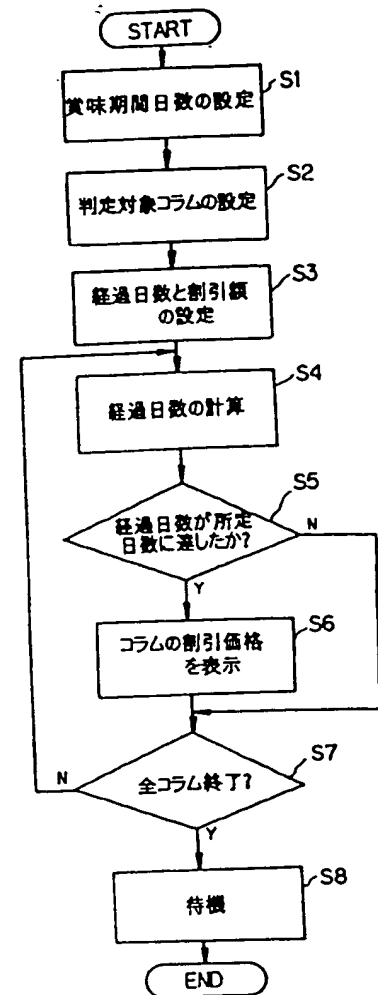 START
賞味期間日数の設定
S1
判定対象コラムの設定
S2
経過日数と割引額
の設定
S3
経過日数の計算
S4
経過日数が所定
日数に達したか?
S5
N
Y
コラムの割引価格
を表示
S6
全コラム終了?
S7
N
Y
待機
S8
END